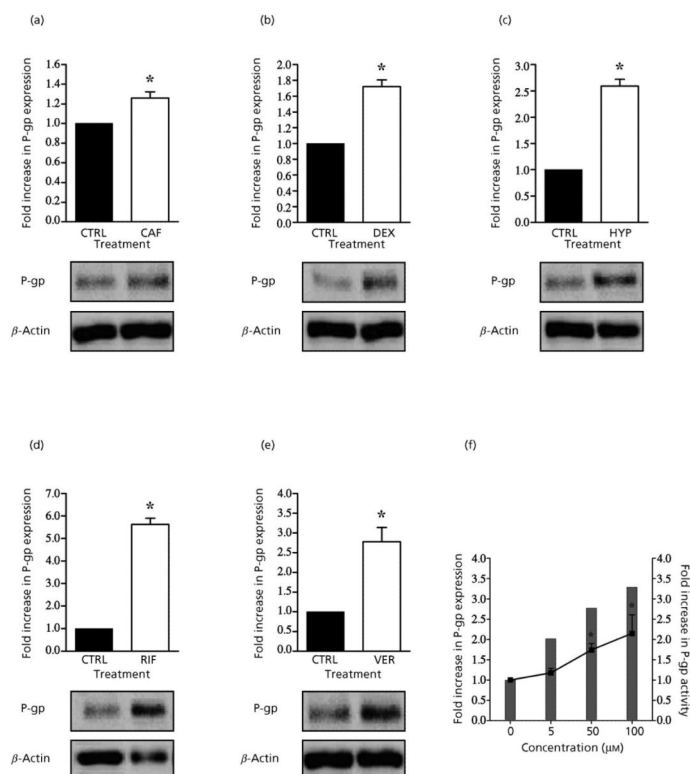 (a)
Fold increase in P-gp expression
1.6
1.4
1.2
1.0
0.8
0.6
0.4
0.2
0.0
*
CTRL CAF
Treatment
P-gp
β-Actin
(b)
Fold increase in P-gp expression
2.0
1.8
1.6
1.4
1.2
1.0
0.8
0.6
0.4
0.2
0.0
*
CTRL DEX
Treatment
P-gp
β-Actin
(c)
Fold increase in P-gp expression
3.0
2.5
2.0
1.5
1.0
0.5
0.0
*
CTRL HYP
Treatment
P-gp
β-Actin
(d)
Fold increase in P-gp expression
7.0
6.0
5.0
4.0
3.0
2.0
1.0
0.0
*
CTRL RIF
Treatment
P-gp
β-Actin
(e)
Fold increase in P-gp expression
4.0
3.5
3.0
2.5
2.0
1.5
1.0
0.5
0.0
*
CTRL VER
Treatment
P-gp
β-Actin
(f)
Fold increase in P-gp expression
4.0
3.5
3.0
2.5
2.0
1.5
1.0
0.5
0.0
*
*
4.0
3.5
3.0
2.5
2.0
1.5
1.0
0.5
0.0
Fold increase in P-gp activity
0 5 50 100
Concentration (μM)